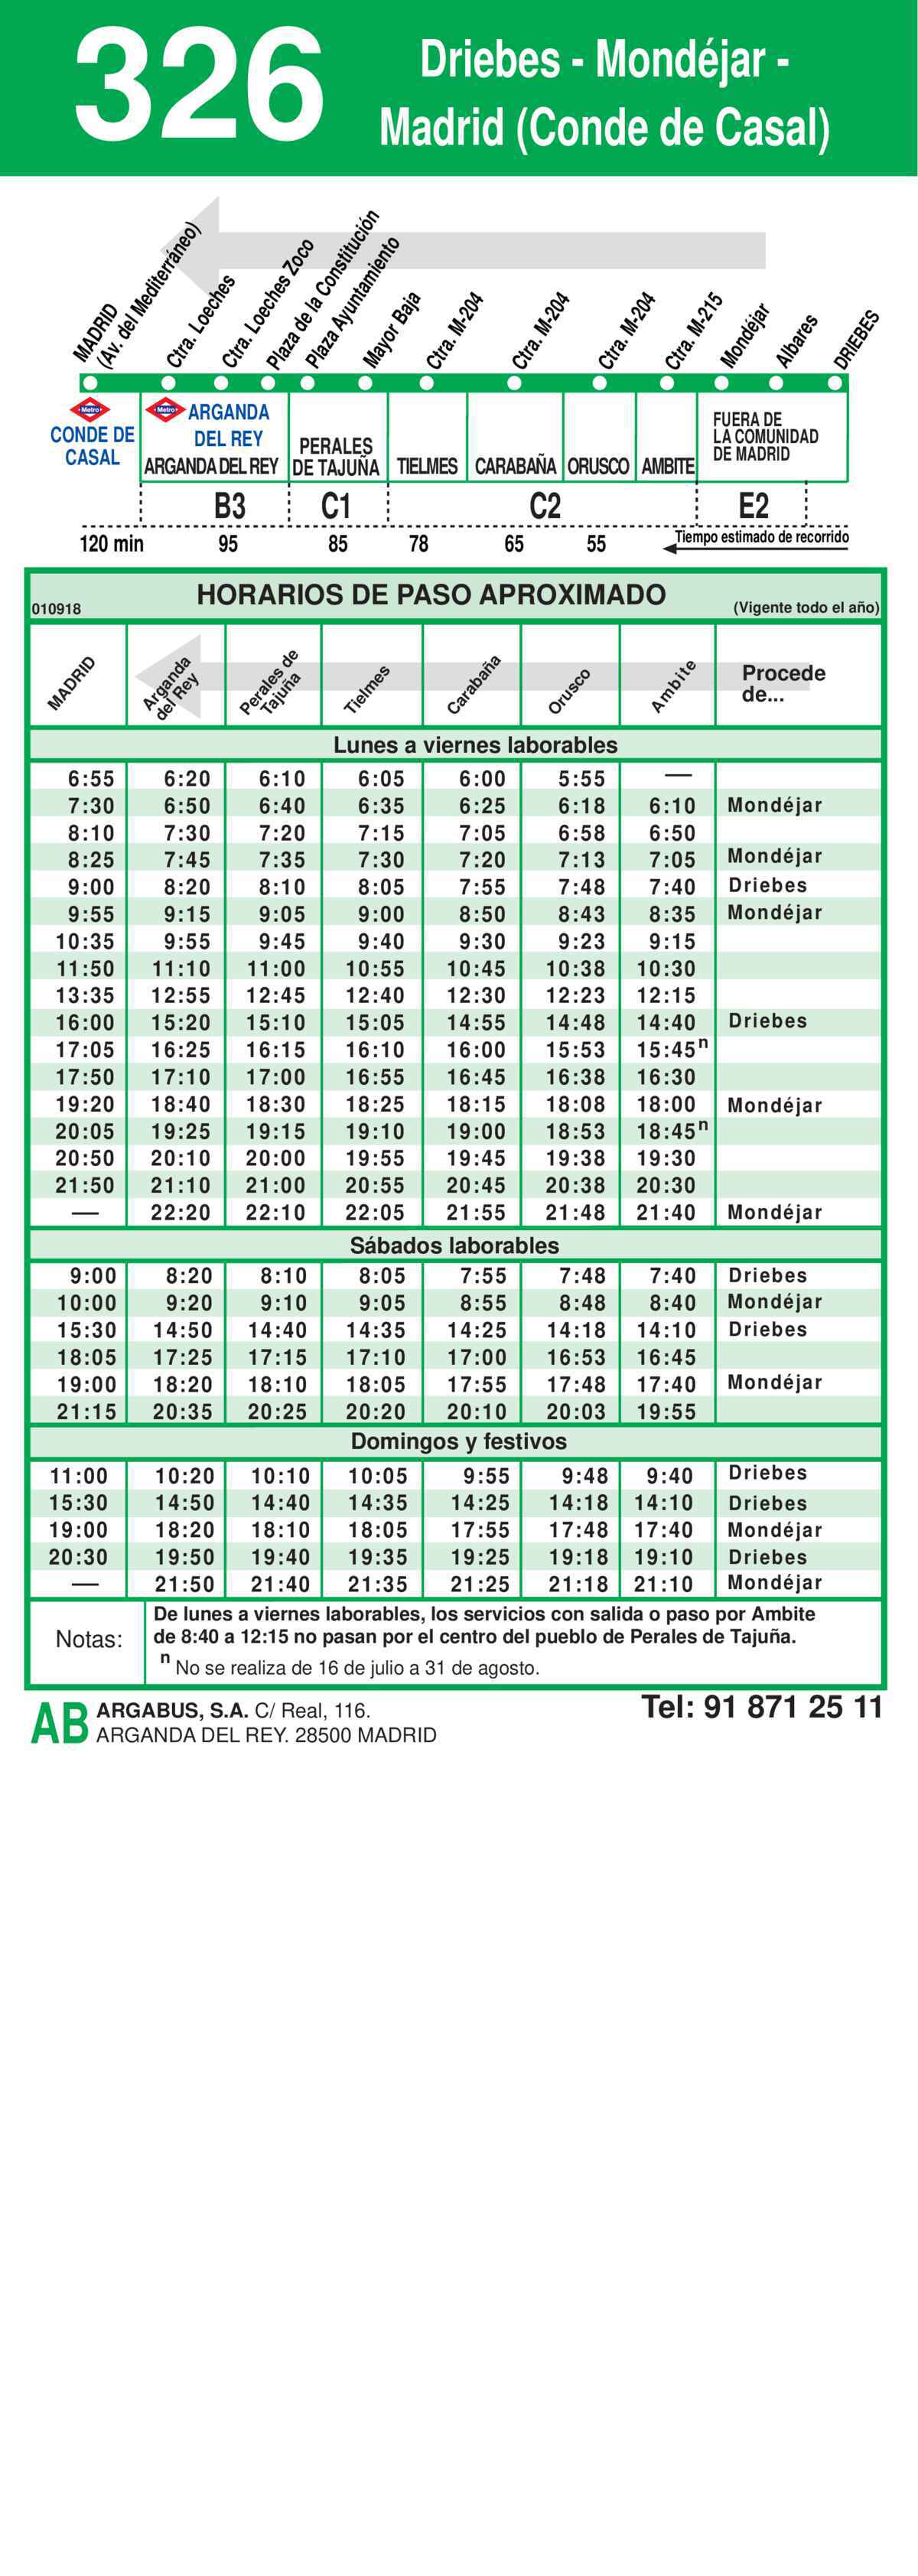 326
Driebes - Mondéjar -
Madrid (Conde de Casal)
MADRID
(Av. del Mediterráneo)
Ctra. Loeches
Ctra. Loeches Zoco
Plaza de la Constitución
Plaza Ayuntamiento
Mayor Baja
Ctra. M-204
Ctra. M-204
Ctra. M-204
Ctra. M-215
Mondéjar
Albares
DRIEBES
Metro
CONDE DE
CASAL
Metro
ARGANDA
DEL REY
ARGANDA DEL REY
PERALES
DE TAJUÑA
TIELMES
CARABAÑA
ORUSCO
AMBITE
FUERA DE
LA COMUNIDAD
DE MADRID
B3 C1 C2 E2
120 min 95 85 78 65 55 Tiempo estimado de recorrido
010918 HORARIOS DE PASO APROXIMADO (Vigente todo el año)
MADRID
Arganda
del Rey
Perales de
Tajuña
Tielmes
Carabaña
Orusco
Ambite
Procede
de...
Lunes a viernes laborables
6:55 6:20 6:10 6:05 6:00 5:55 —
7:30 6:50 6:40 6:35 6:25 6:18 6:10 Mondéjar
8:10 7:30 7:20 7:15 7:05 6:58 6:50
8:25 7:45 7:35 7:30 7:20 7:13 7:05 Mondéjar
9:00 8:20 8:10 8:05 7:55 7:48 7:40 Driebes
9:55 9:15 9:05 9:00 8:50 8:43 8:35 Mondéjar
10:35 9:55 9:45 9:40 9:30 9:23 9:15
11:50 11:10 11:00 10:55 10:45 10:38 10:30
13:35 12:55 12:45 12:40 12:30 12:23 12:15
16:00 15:20 15:10 15:05 14:55 14:48 14:40 Driebes
17:05 16:25 16:15 16:10 16:00 15:53 15:45 n
17:50 17:10 17:00 16:55 16:45 16:38 16:30
19:20 18:40 18:30 18:25 18:15 18:08 18:00 Mondéjar
20:05 19:25 19:15 19:10 19:00 18:53 18:45 n
20:50 20:10 20:00 19:55 19:45 19:38 19:30
21:50 21:10 21:00 20:55 20:45 20:38 20:30
— 22:20 22:10 22:05 21:55 21:48 21:40 Mondéjar
Sábados laborables
9:00 8:20 8:10 8:05 7:55 7:48 7:40 Driebes
10:00 9:20 9:10 9:05 8:55 8:48 8:40 Mondéjar
15:30 14:50 14:40 14:35 14:25 14:18 14:10 Driebes
18:05 17:25 17:15 17:10 17:00 16:53 16:45
19:00 18:20 18:10 18:05 17:55 17:48 17:40 Mondéjar
21:15 20:35 20:25 20:20 20:10 20:03 19:55
Domingos y festivos
11:00 10:20 10:10 10:05 9:55 9:48 9:40 Driebes
15:30 14:50 14:40 14:35 14:25 14:18 14:10 Driebes
19:00 18:20 18:10 18:05 17:55 17:48 17:40 Mondéjar
20:30 19:50 19:40 19:35 19:25 19:18 19:10 Driebes
— 21:50 21:40 21:35 21:25 21:18 21:10 Mondéjar
Notas:
De lunes a viernes laborables, los servicios con salida o paso por Ambite
de 8:40 a 12:15 no pasan por el centro del pueblo de Perales de Tajuña.
n No se realiza de 16 de julio a 31 de agosto.
AB
ARGABUS, S.A. C/ Real, 116.
ARGANDA DEL REY. 28500 MADRID
Tel: 91 871 25 11